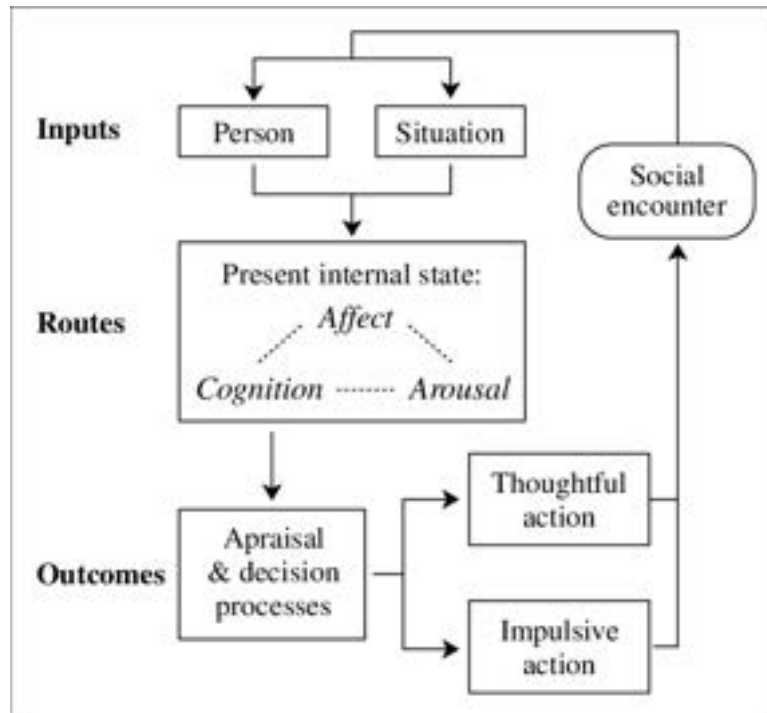 Inputs
Person
Situation
Social
encounter
Routes
Present internal state:
Affect
Cognition
Arousal
Outcomes
Apraisal
& decision
processes
Thoughtful
action
Impulsive
action